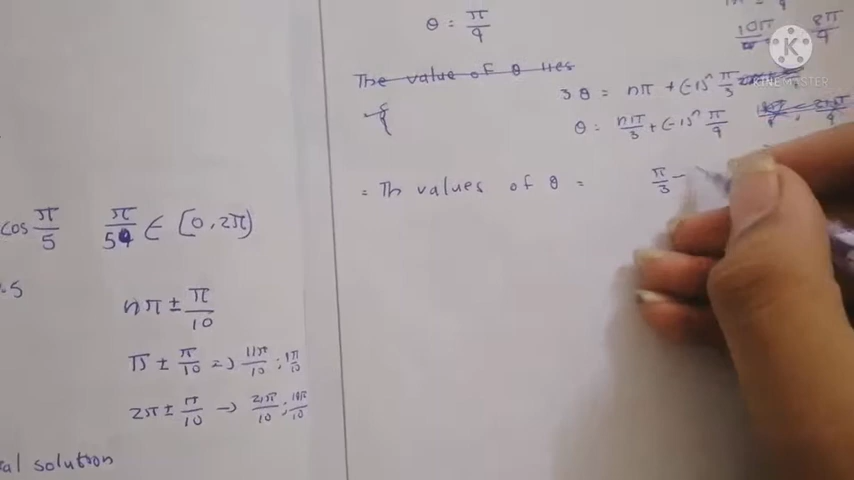 cos π/5 π/5 ∈ [0, 2π)
.5
nπ ± π/10
π ± π/10 => 11π/10 ; 9π/10
2π ± π/10 → 21π/10 ; 19π/10
al solution
θ = π/9
10π/9 8π/9
The value of θ lies
3θ = nπ + (-1)ⁿ π/3
θ = nπ/3 + (-1)ⁿ π/9
= Th values of θ = π/3 −
KINEMASTER